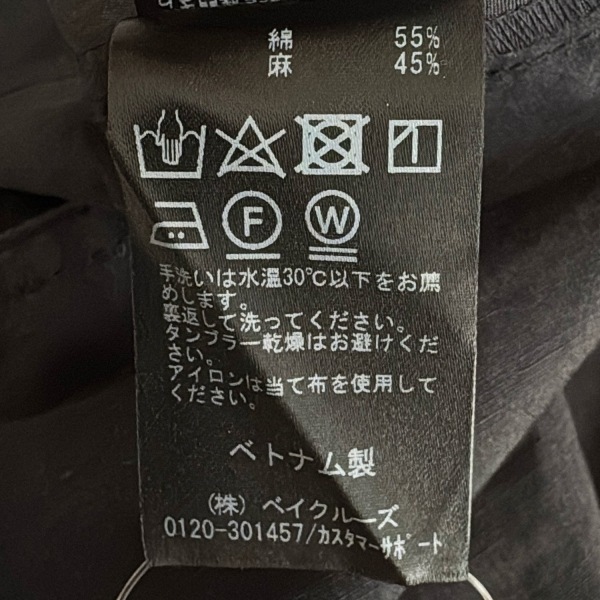 綿 55%
麻 45%
F W
手洗いは水温30℃以下をお薦
めします。
裏返して洗ってください。
タンブラー乾燥はお避けくだ
さい。
アイロンは当て布を使用して
ください。
ベトナム製
(株) ベイクルーズ
0120-301457/カスタマーサポート